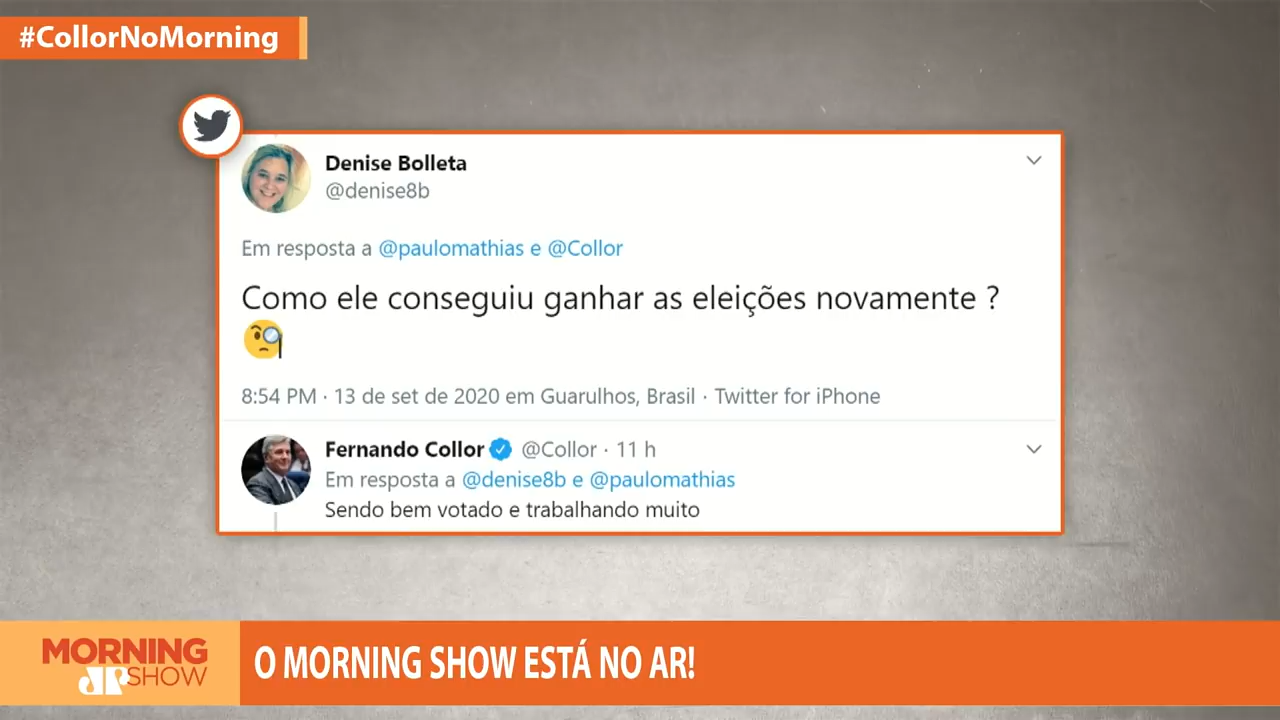 #CollorNoMorning
Denise Bolleta
@denise8b
Em resposta a @paulomathias e @Collor
Como ele conseguiu ganhar as eleições novamente ?
8:54 PM · 13 de set de 2020 em Guarulhos, Brasil · Twitter for iPhone
Fernando Collor @Collor · 11 h
Em resposta a @denise8b e @paulomathias
Sendo bem votado e trabalhando muito
MORNING
JP SHOW
O MORNING SHOW ESTÁ NO AR!